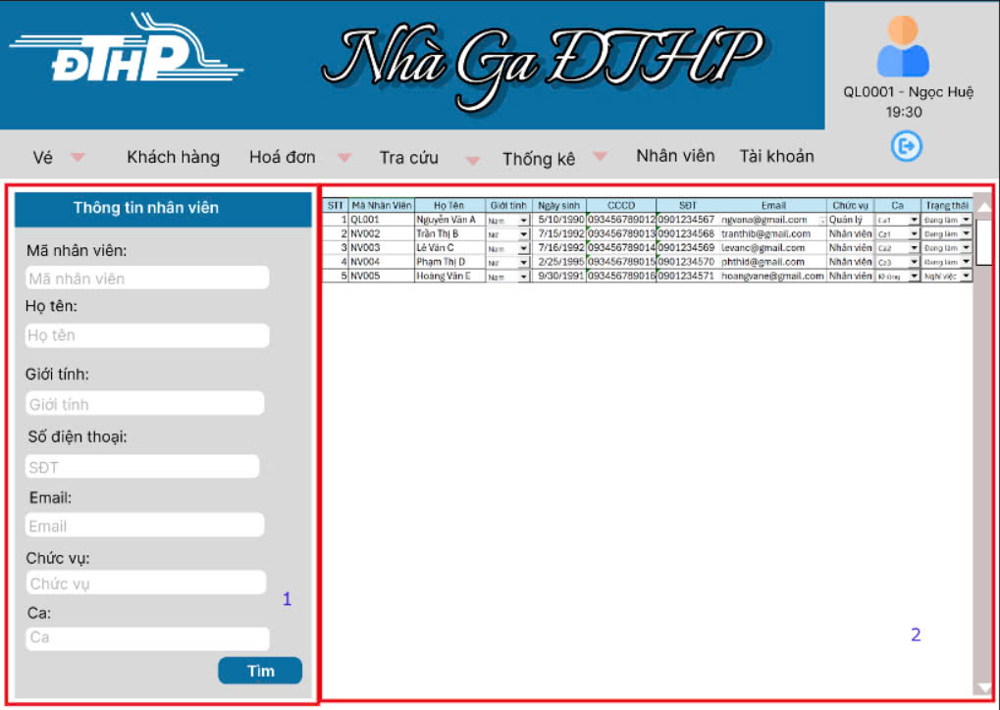 ĐTHP
Nhà Ga ĐTHP
QL0001 - Ngọc Huệ
19:30
Vé Khách hàng Hoá đơn Tra cứu Thống kê Nhân viên Tài khoản
Thông tin nhân viên
Mã nhân viên:
Mã nhân viên
Họ tên:
Họ tên
Giới tính:
Giới tính
Số điện thoại:
SĐT
Email:
Email
Chức vụ:
Chức vụ
1
Ca:
Ca
Tìm
STT Mã Nhân Viên Họ Tên Giới tính Ngày sinh CCCD SĐT Email Chức vụ Ca Trạng thái
1 QL001 Nguyễn Văn A Nam 5/10/1990 093456789012 0901234567 ngvana@gmail.com Quản lý Ca1 Đang làm
2 NV002 Trần Thị B Nữ 7/15/1992 093456789013 0901234568 tranthib@gmail.com Nhân viên Ca1 Đang làm
3 NV003 Lê Văn C Nam 7/16/1992 093456789014 0901234569 levanc@gmail.com Nhân viên Ca2 Đang làm
4 NV004 Phạm Thị D Nữ 2/25/1995 093456789015 0901234570 phthid@gmail.com Nhân viên Ca3 Đang làm
5 NV005 Hoàng Văn E Nam 9/30/1991 093456789016 0901234571 hoangvane@gmail.com Nhân viên Không Nghỉ việc
2